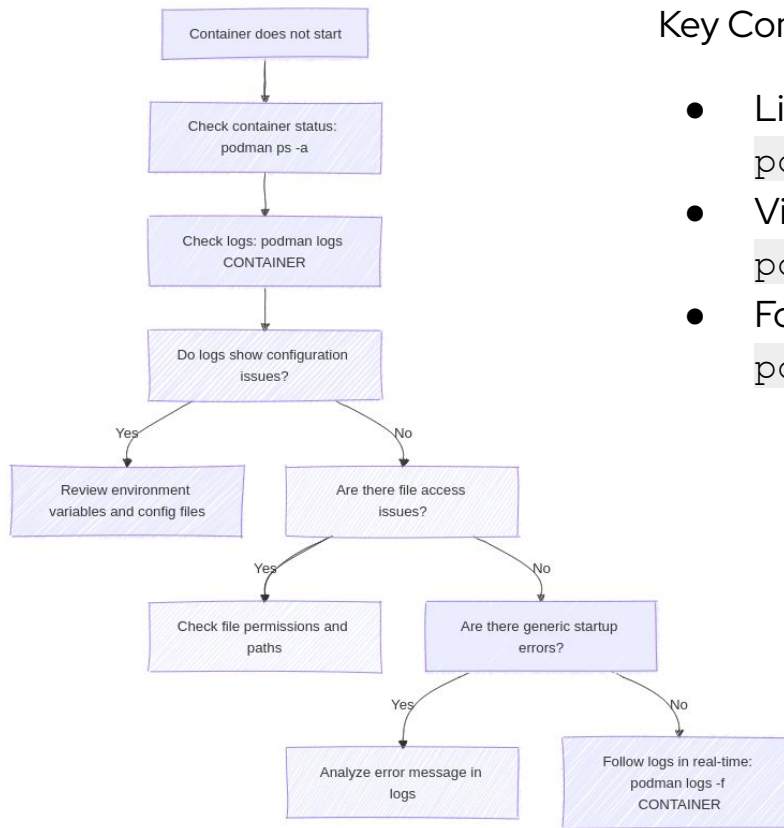 Container does not start
Check container status:
podman ps -a
Check logs: podman logs
CONTAINER
Do logs show configuration
issues?
Yes
No
Review environment
variables and config files
Are there file access
issues?
Yes
No
Check file permissions and
paths
Are there generic startup
errors?
Yes
No
Analyze error message in
logs
Follow logs in real-time:
podman logs -f
CONTAINER
Key